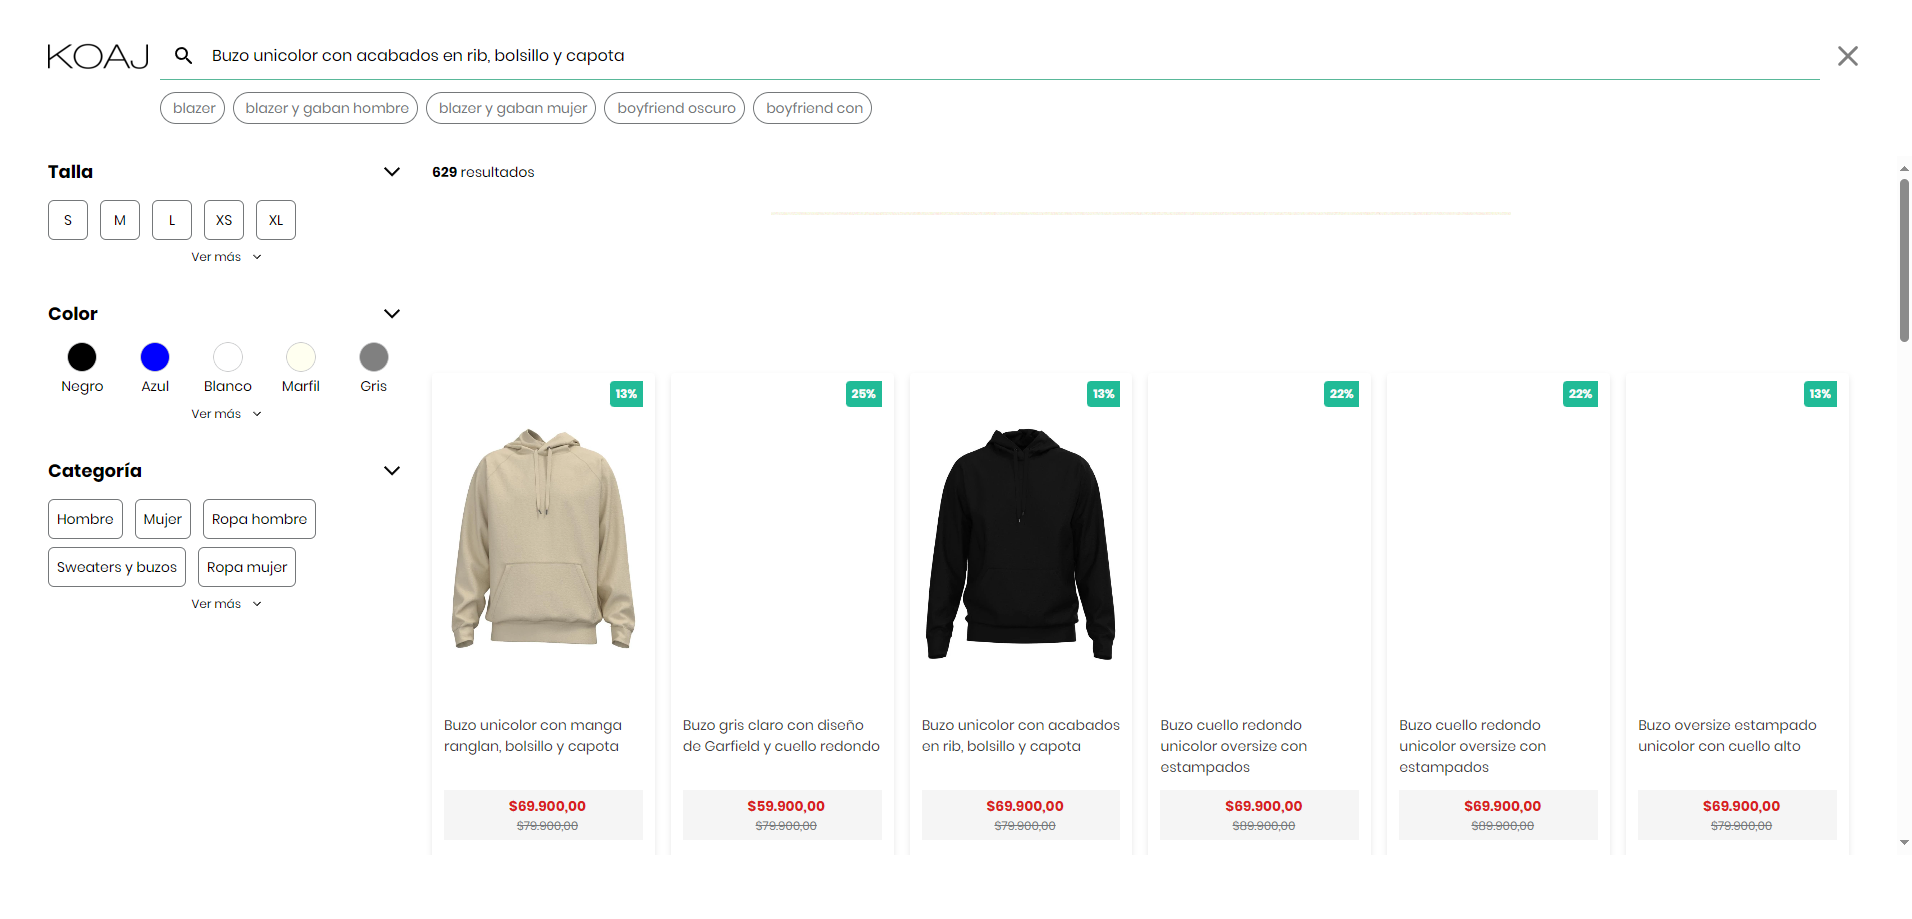 KOAJ
Buzo unicolor con acabados en rib, bolsillo y capota
blazer
blazer y gaban hombre
blazer y gaban mujer
boyfriend oscuro
boyfriend con
Talla
S
M
L
XS
XL
Ver más
Color
Negro
Azul
Blanco
Marfil
Gris
Ver más
Categoría
Hombre
Mujer
Ropa hombre
Sweaters y buzos
Ropa mujer
Ver más
629 resultados
13%
Buzo unicolor con manga
ranglan, bolsillo y capota
$69.900,00
$79.900,00
25%
Buzo gris claro con diseño
de Garfield y cuello redondo
$59.900,00
$79.900,00
13%
Buzo unicolor con acabados
en rib, bolsillo y capota
$69.900,00
$79.900,00
22%
Buzo cuello redondo
unicolor oversize con
estampados
$69.900,00
$89.900,00
22%
Buzo cuello redondo
unicolor oversize con
estampados
$69.900,00
$89.900,00
13%
Buzo oversize estampado
unicolor con cuello alto
$69.900,00
$79.900,00